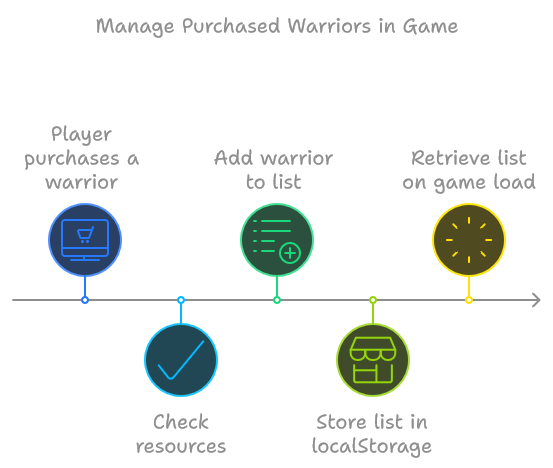 Manage Purchased Warriors in Game
Player
purchases a
warrior
Add warrior
to list
Retrieve list
on game load
Check
resources
Store list in
localStorage